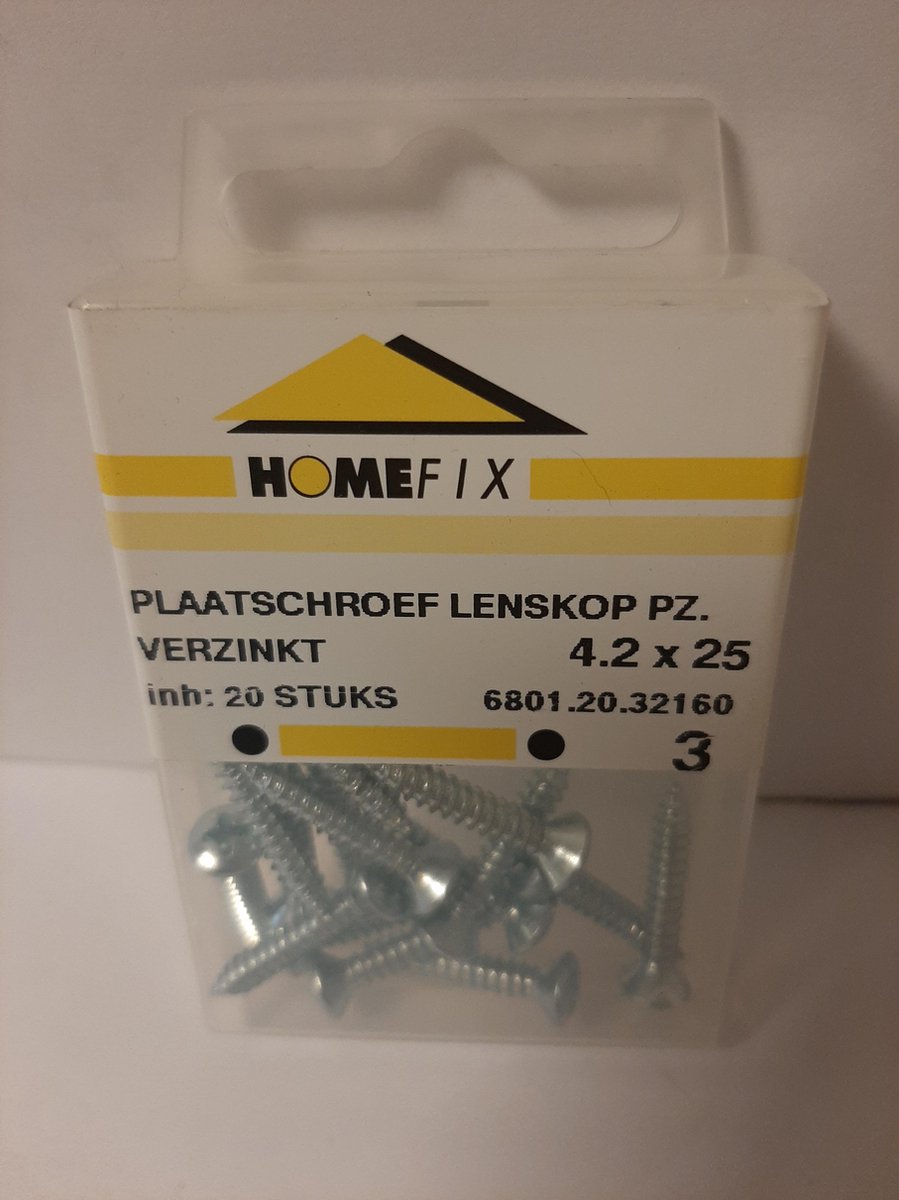 HOMEFIX
PLAATSCHROEF LENSKOP PZ.
VERZINKT 4.2 x 25
inh: 20 STUKS 6801.20.32160
3